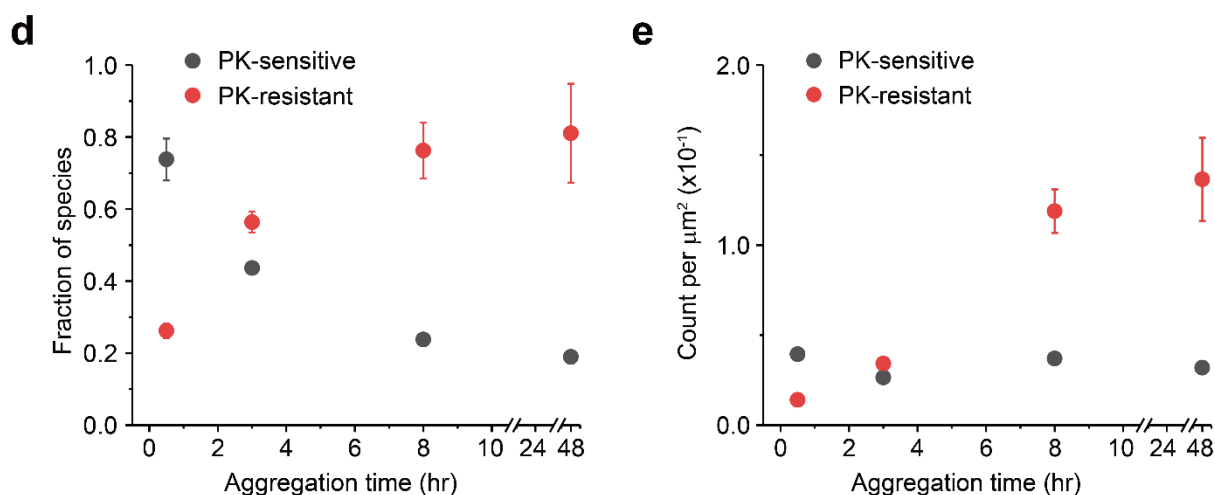 d
PK-sensitive
PK-resistant
1.0
0.8
0.6
0.4
0.2
0.0
Fraction of species
0 2 4 6 8 10 24 48
Aggregation time (hr)
e
PK-sensitive
PK-resistant
2.0
1.0
0.0
Count per μm² (x10⁻¹)
0 2 4 6 8 10 24 48
Aggregation time (hr)